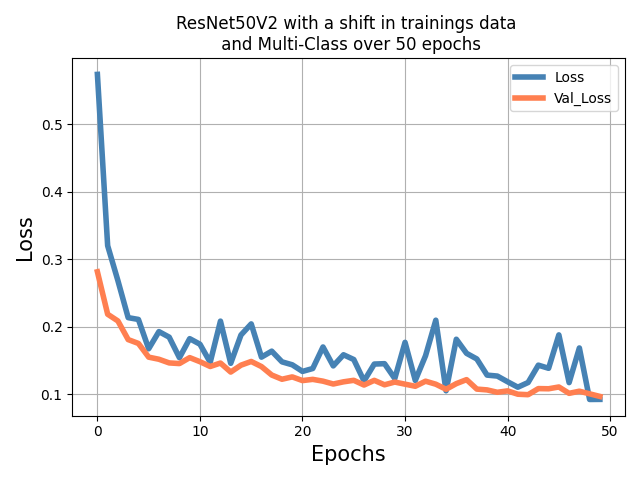 ResNet50V2 with a shift in trainings data
and Multi-Class over 50 epochs
Loss
Val_Loss
Loss
0.5
0.4
0.3
0.2
0.1
0 10 20 30 40 50
Epochs